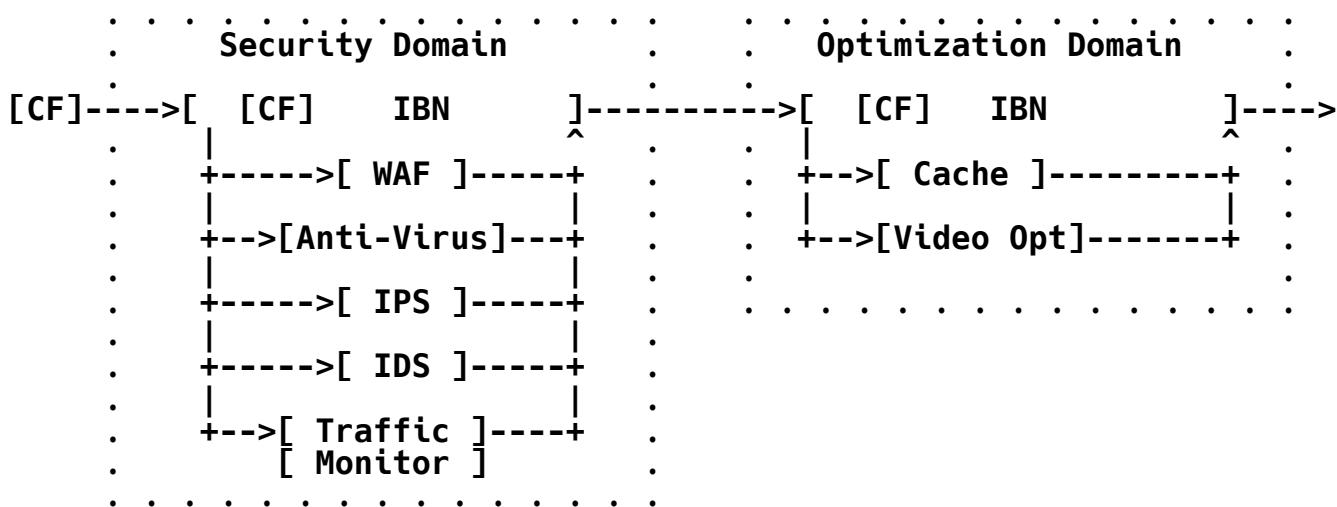 Security Domain Optimization Domain
[CF]---->[ [CF] IBN ]---------->[ [CF] IBN ]---->
+----->[ WAF ]-----+ +-->[ Cache ]---------+
+-->[Anti-Virus]---+ +-->[Video Opt]-------+
+----->[ IPS ]-----+
+----->[ IDS ]-----+
+-->[ Traffic ]----+
[ Monitor ]